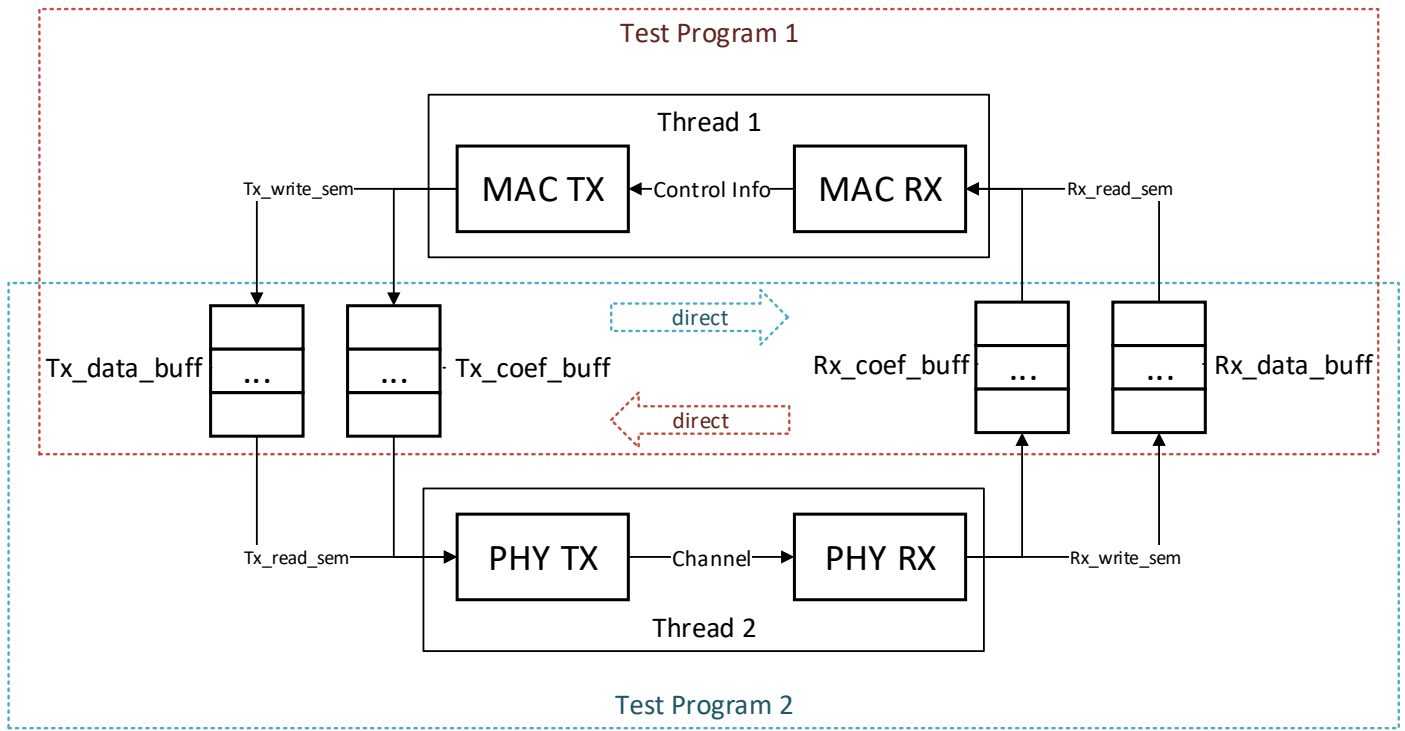 Test Program 1
Thread 1
MAC TX
Control Info
MAC RX
Tx_write_sem
Rx_read_sem
direct
Tx_data_buff
...
...
Tx_coef_buff
Rx_coef_buff
...
...
Rx_data_buff
direct
Tx_read_sem
PHY TX
Channel
PHY RX
Rx_write_sem
Thread 2
Test Program 2